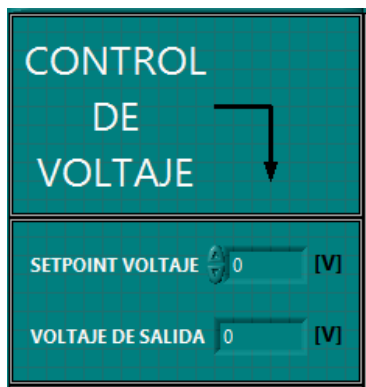 CONTROL
DE
VOLTAJE
SETPOINT VOLTAJE 0 [V]
VOLTAJE DE SALIDA 0 [V]